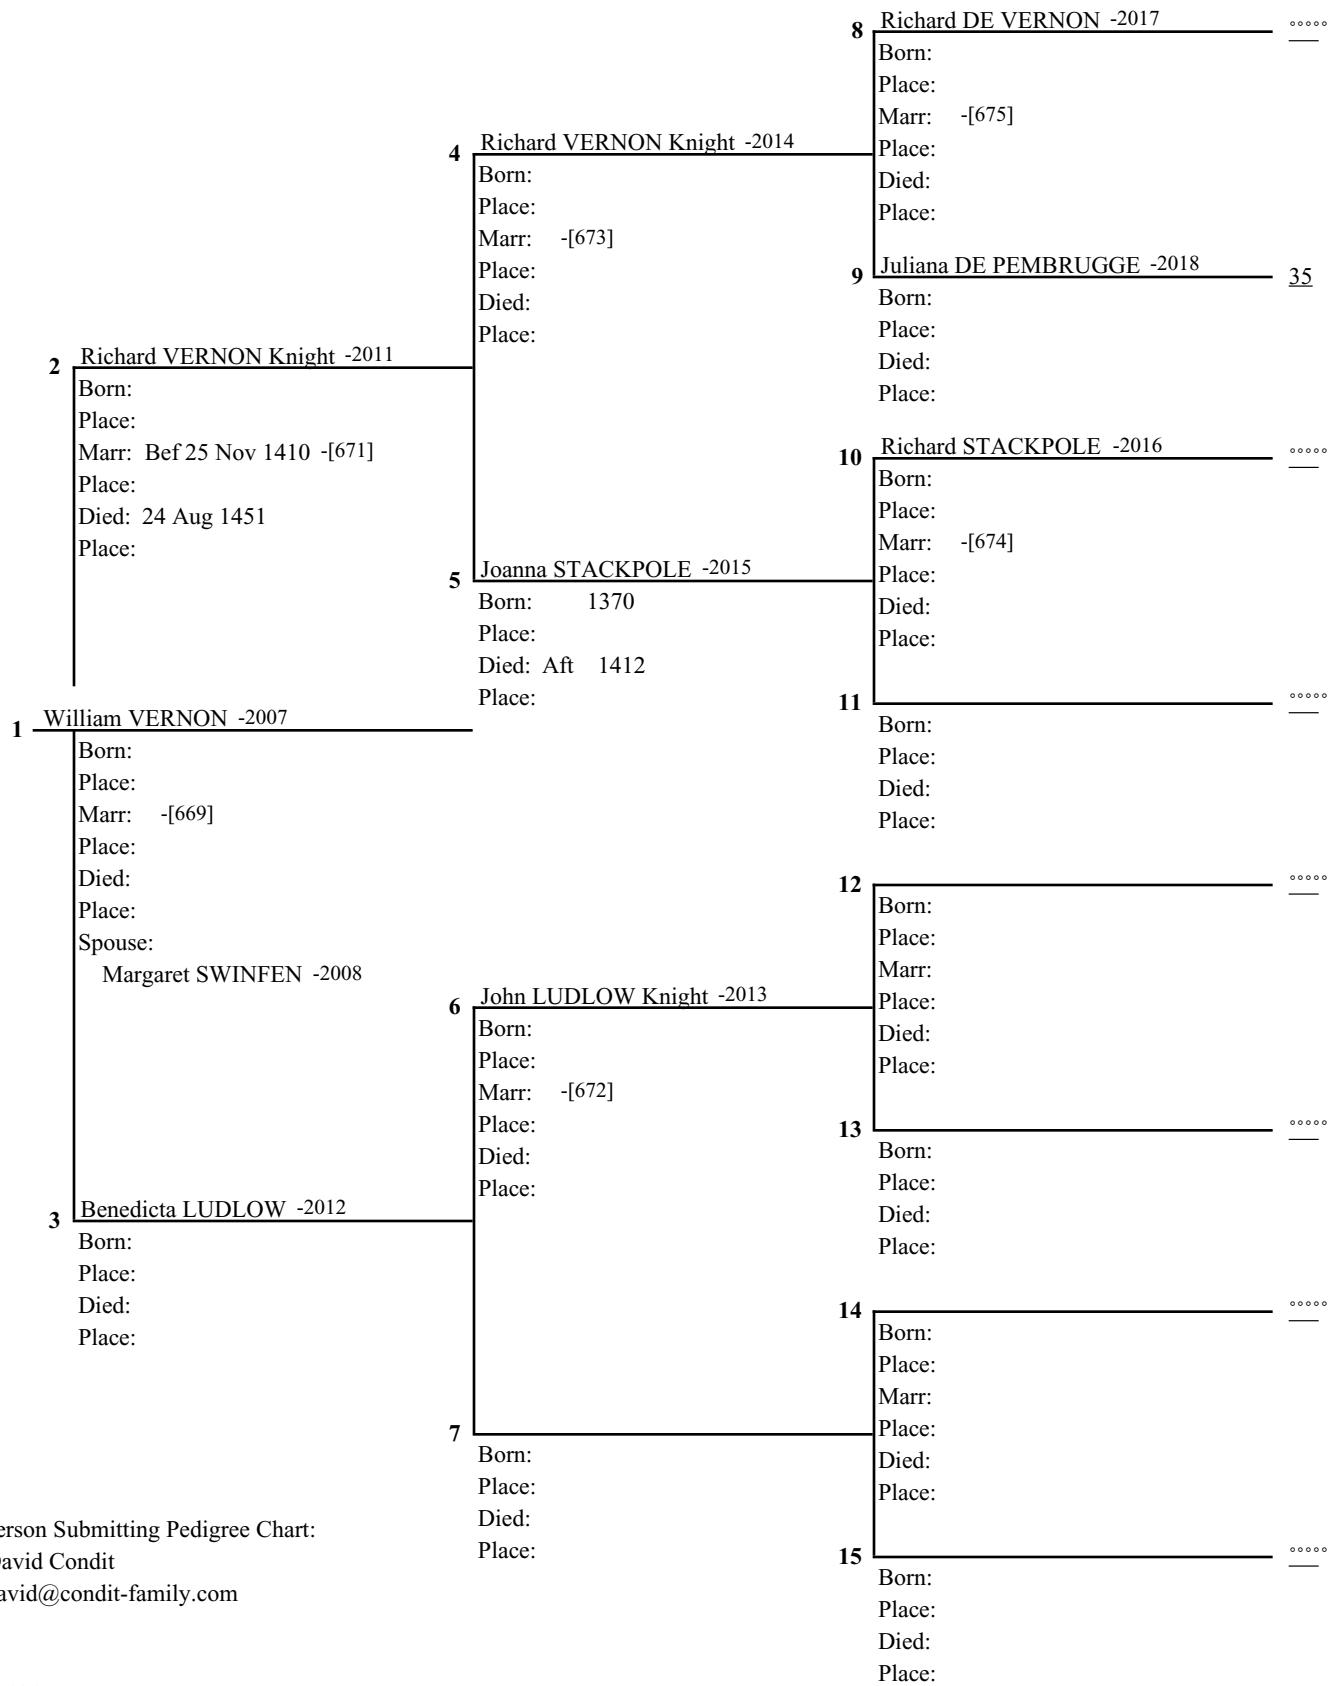 8 Richard DE VERNON -2017 °°°°°
Born:
Place:
Marr: -[675]
Place:
Died:
Place:
4 Richard VERNON Knight -2014
Born:
Place:
Marr: -[673]
Place:
Died:
Place:
9 Juliana DE PEMBRUGGE -2018 35
Born:
Place:
Died:
Place:
2 Richard VERNON Knight -2011
Born:
Place:
Marr: Bef 25 Nov 1410 -[671]
Place:
Died: 24 Aug 1451
Place:
10 Richard STACKPOLE -2016 °°°°°
Born:
Place:
Marr: -[674]
Place:
Died:
Place:
5 Joanna STACKPOLE -2015
Born: 1370
Place:
Died: Aft 1412
Place:
11 °°°°°
Born:
Place:
Died:
Place:
1 William VERNON -2007
Born:
Place:
Marr: -[669]
Place:
Died:
Place:
Spouse:
Margaret SWINFEN -2008
12 °°°°°
Born:
Place:
Marr:
Place:
Died:
Place:
6 John LUDLOW Knight -2013
Born:
Place:
Marr: -[672]
Place:
Died:
Place:
13 °°°°°
Born:
Place:
Died:
Place:
3 Benedicta LUDLOW -2012
Born:
Place:
Died:
Place:
14 °°°°°
Born:
Place:
Marr:
Place:
Died:
Place:
7
Born:
Place:
Died:
Place:
15 °°°°°
Born:
Place:
Died:
Place:
erson Submitting Pedigree Chart:
avid Condit
avid@condit-family.com